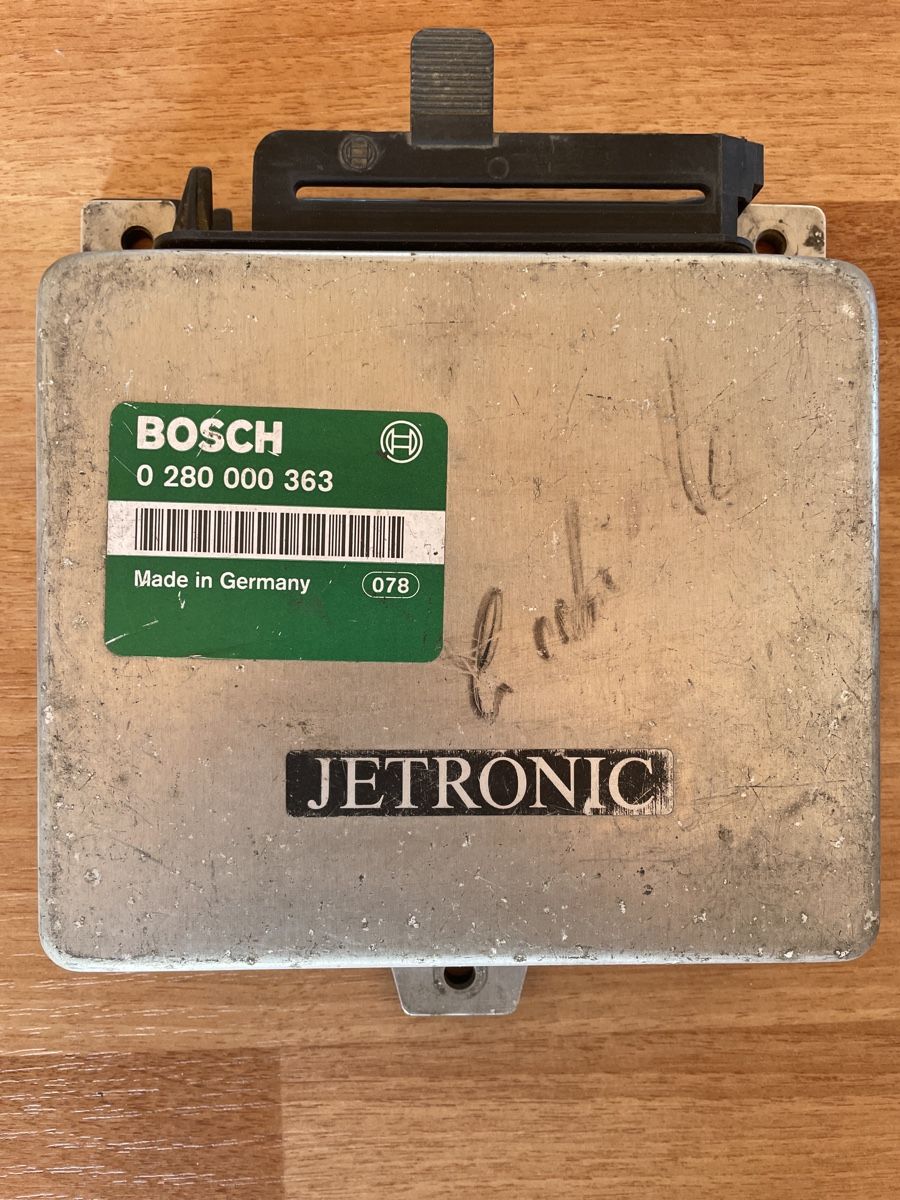 BOSCH
0 280 000 363
Made in Germany 078
JETRONIC